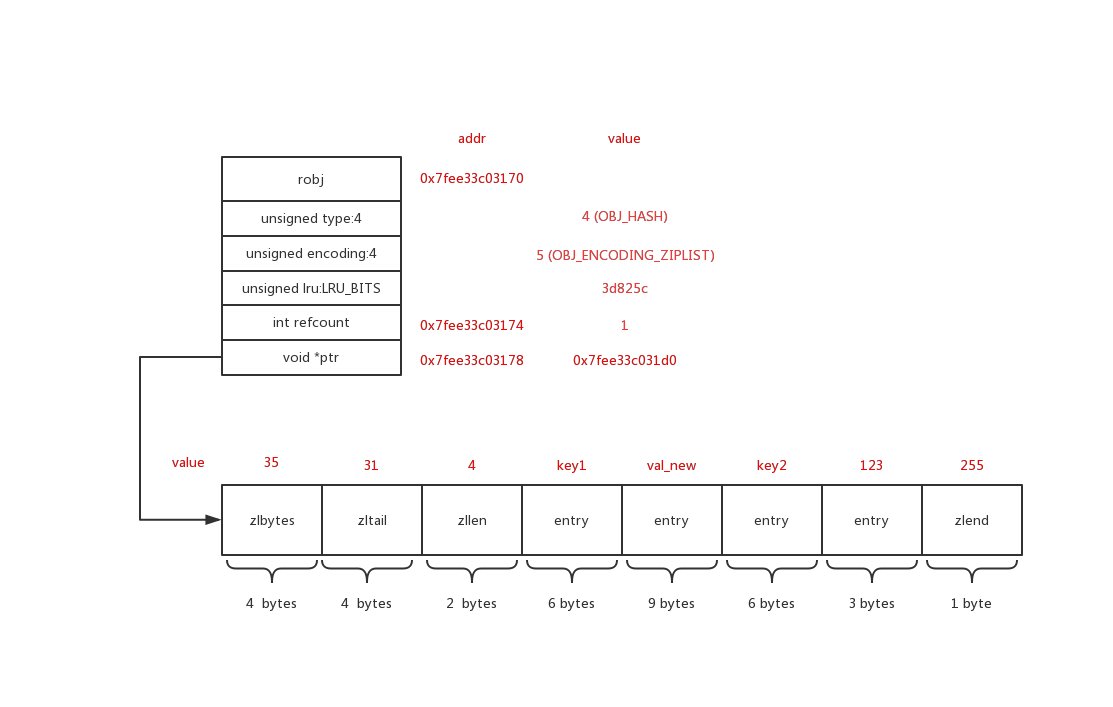 addr value
robj 0x7fee33c03170
unsigned type:4 4 (OBJ_HASH)
unsigned encoding:4 5 (OBJ_ENCODING_ZIPLIST)
unsigned lru:LRU_BITS 3d825c
int refcount 0x7fee33c03174 1
void *ptr 0x7fee33c03178 0x7fee33c031d0
value 35 31 4 key1 val_new key2 123 255
zlbytes zltail zllen entry entry entry entry zlend
4 bytes 4 bytes 2 bytes 6 bytes 9 bytes 6 bytes 3 bytes 1 byte